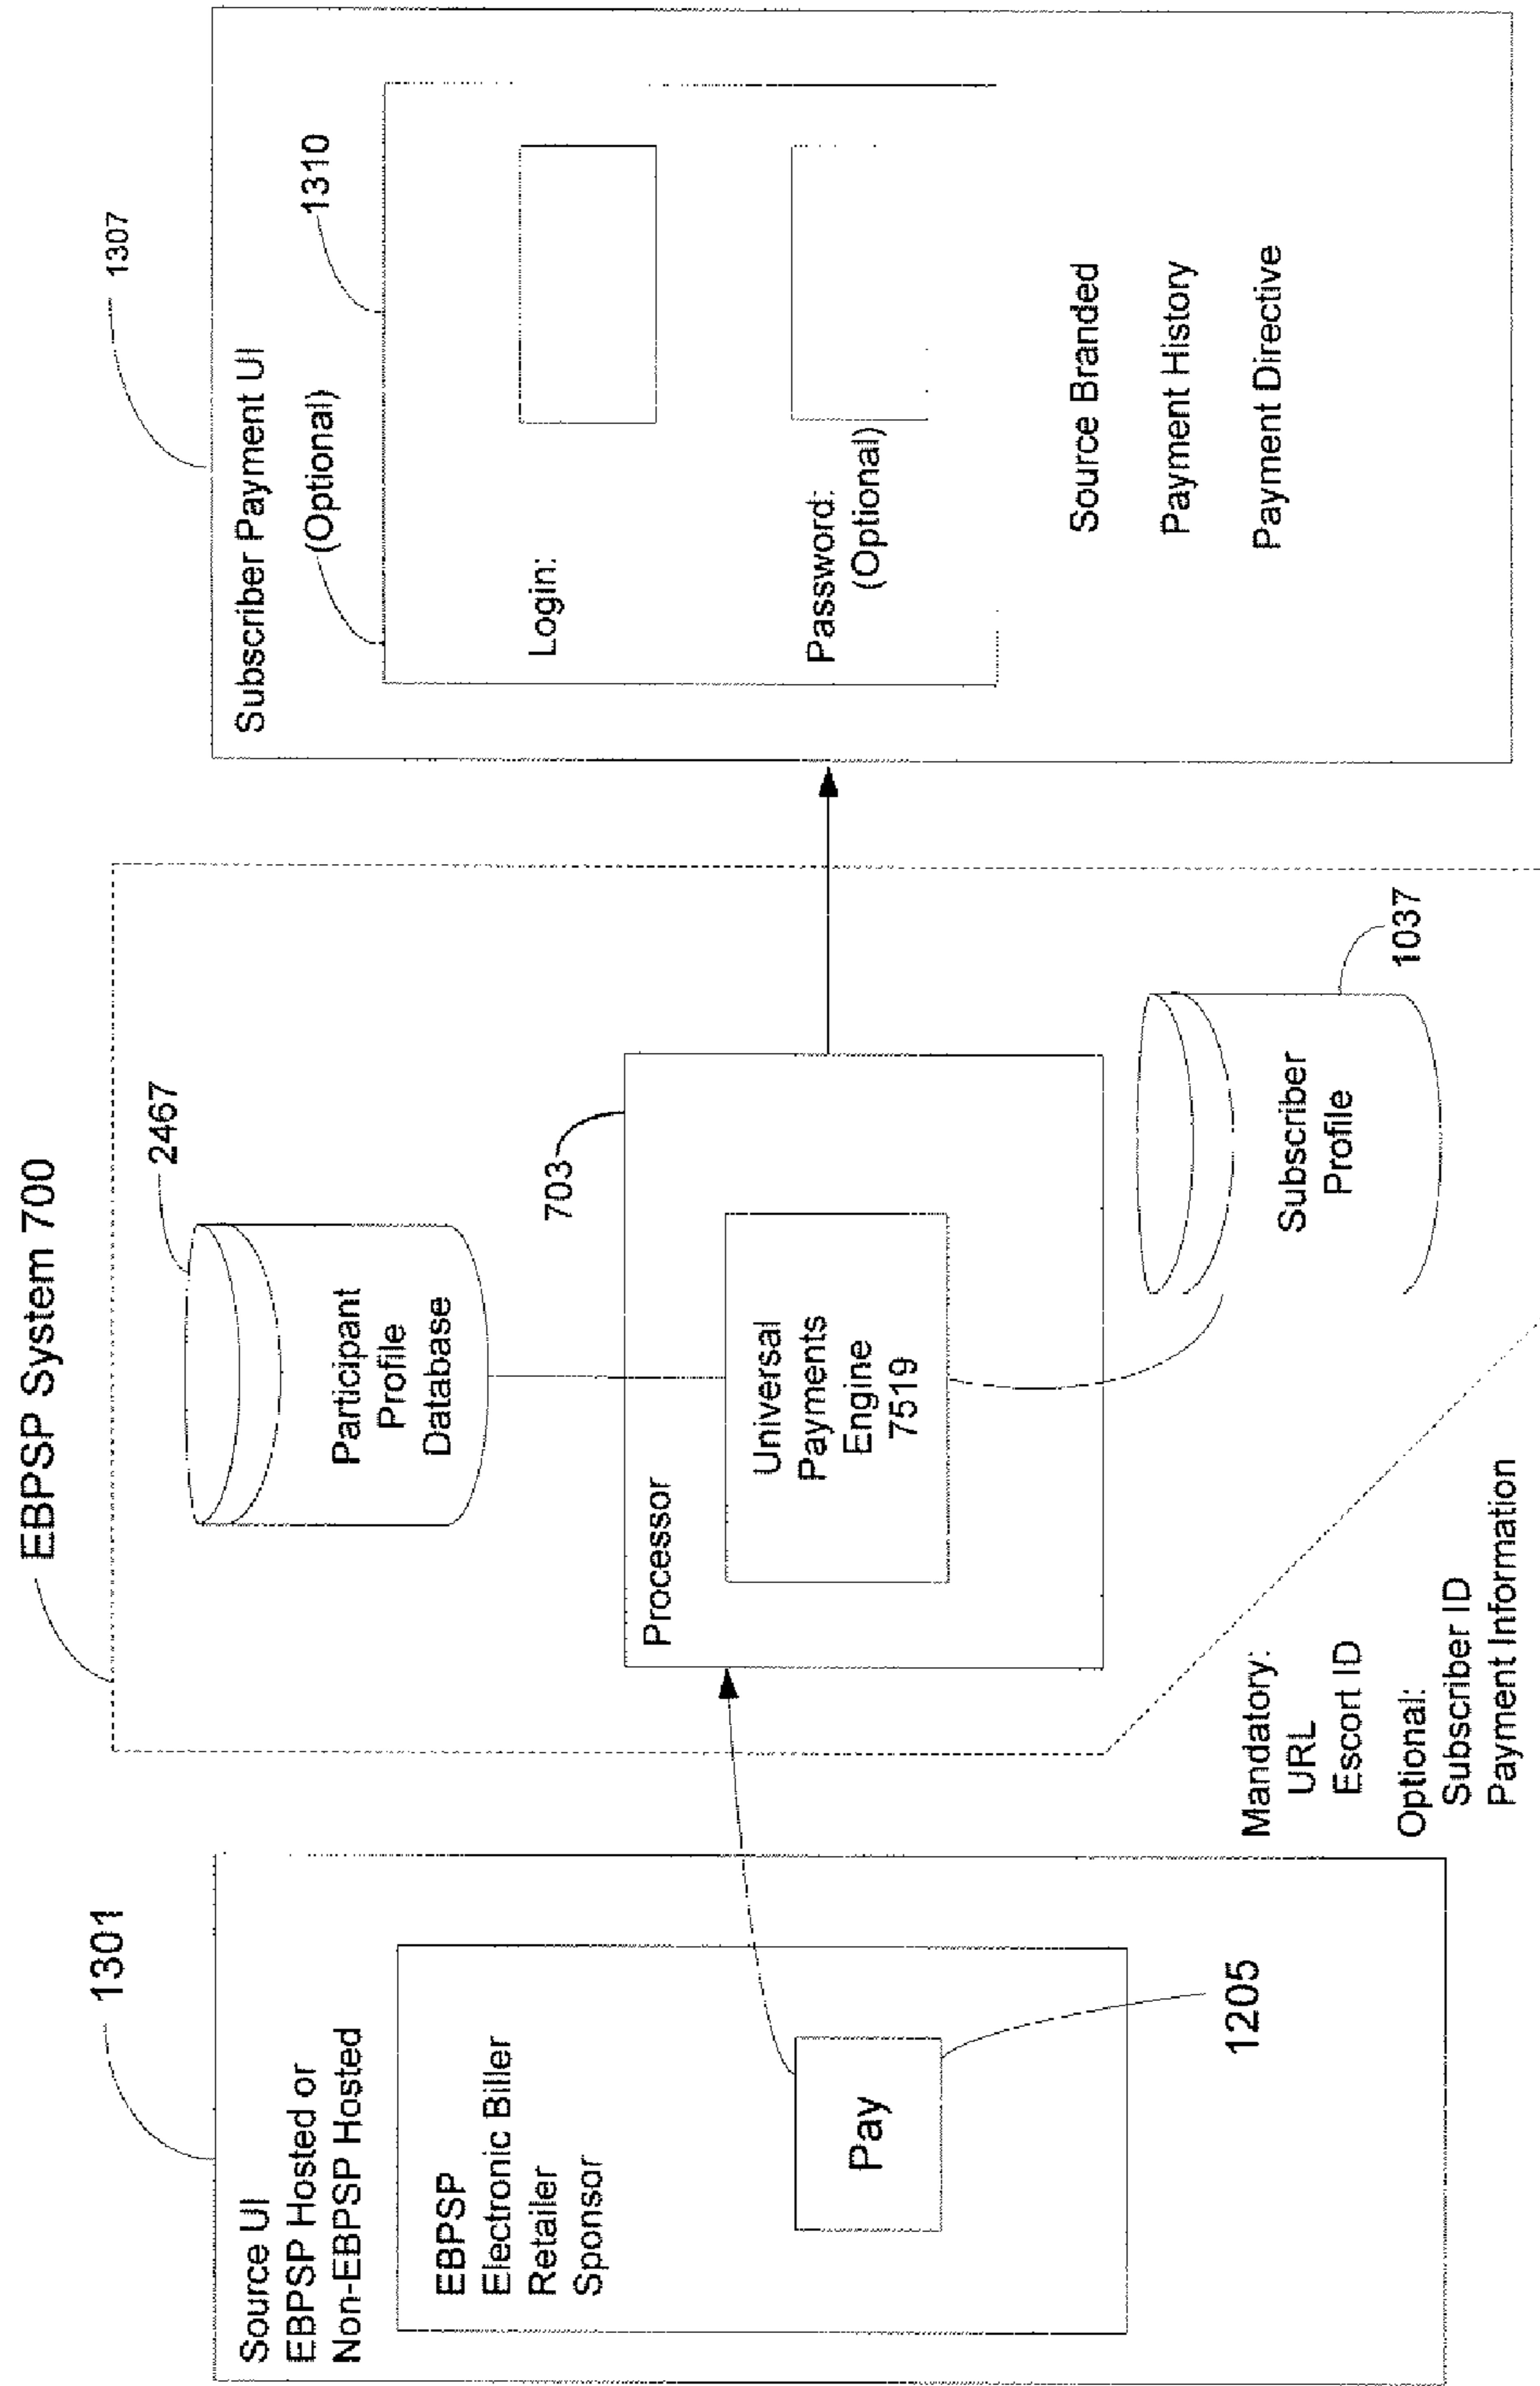 EBPSP System 700
1301
Source UI
EBPSP Hosted or
Non-EBPSP Hosted
EBPSP
Electronic Biller
Retailer
Sponsor
Pay
1205
2467
Participant
Profile
Database
703
Processor
Universal
Payments
Engine
7519
Subscriber
Profile
1037
Mandatory:
URL
Escort ID
Optional:
Subscriber ID
Payment Information
1307
Subscriber Payment UI
(Optional)
1310
Login:
Password:
(Optional)
Source Branded
Payment History
Payment Directive